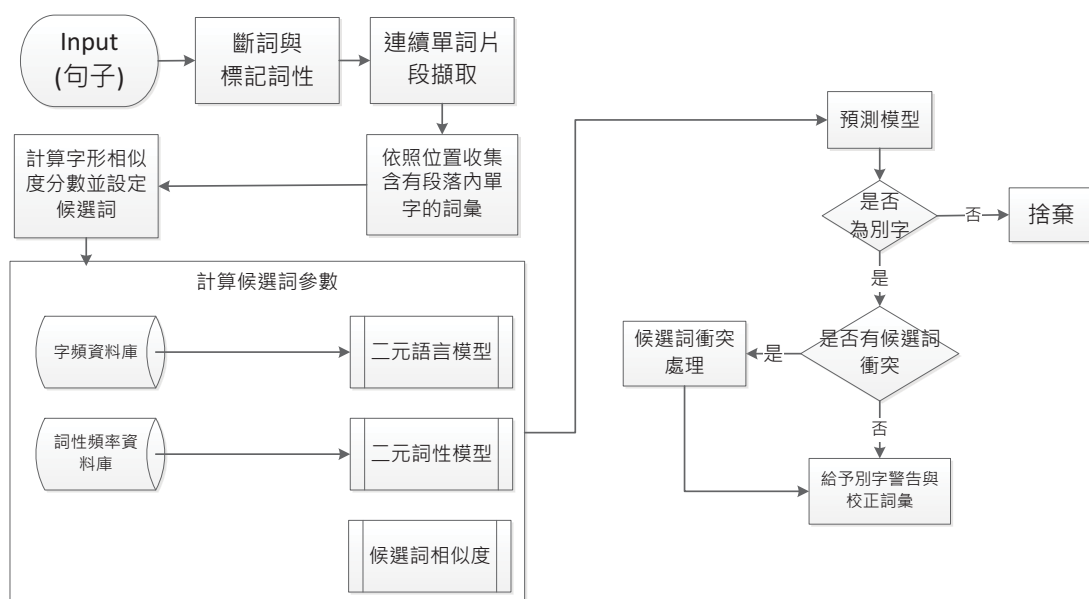 Input
(句子)
斷詞與
標記詞性
連續單詞片
段擷取
依照位置收集
含有段落內單
字的詞彙
計算字形相似
度分數並設定
候選詞
計算候選詞參數
字頻資料庫
二元語言模型
詞性頻率資
料庫
二元詞性模型
候選詞相似度
預測模型
是否
為別字
否
捨棄
是
是否有候選詞
衝突
是
候選詞衝突
處理
否
給予別字警告與
校正詞彙